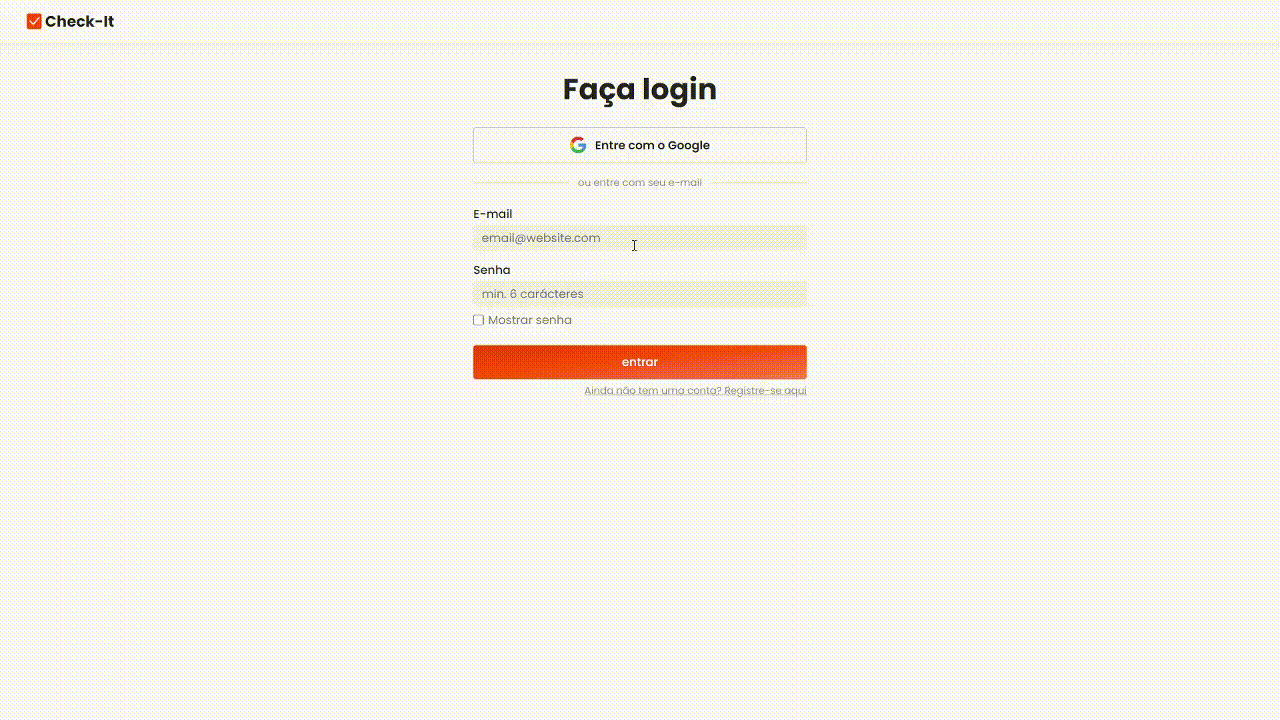 Check-It
Faça login
Entre com o Google
ou entre com seu e-mail
E-mail
email@website.com
Senha
min. 6 carácteres
Mostrar senha
entrar
Ainda não tem uma conta? Registre-se aqui